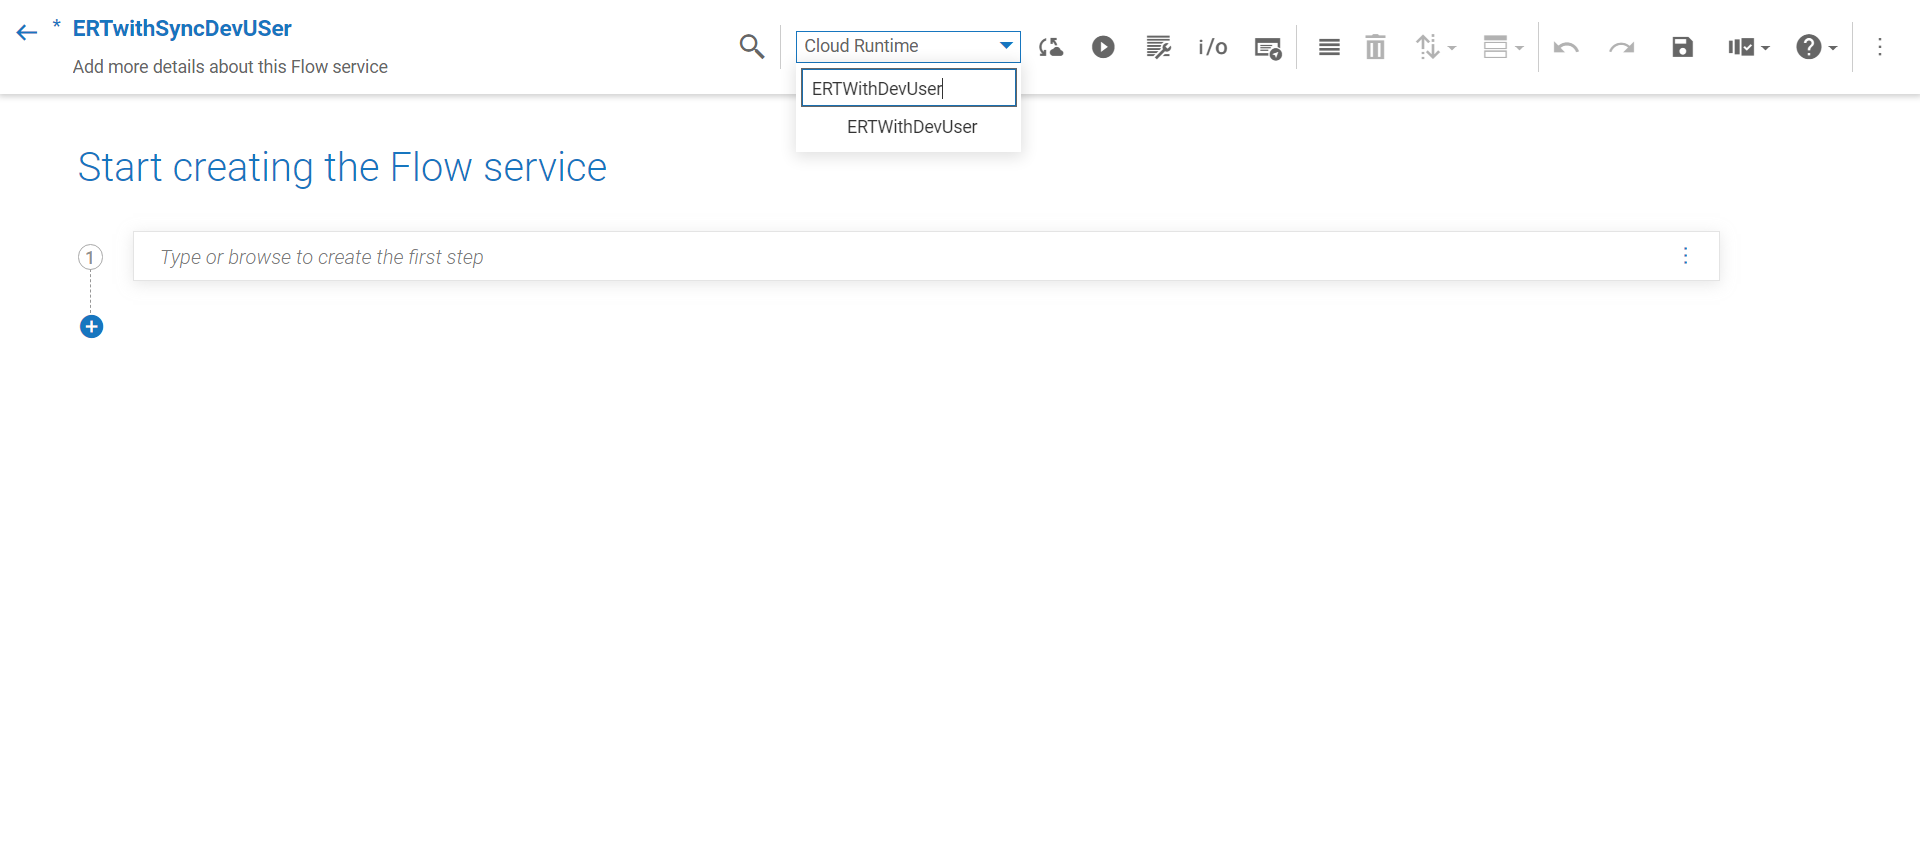 * ERTwithSyncDevUSer
Add more details about this Flow service
Cloud Runtime
i/o
ERTWithDevUser
ERTWithDevUser
Start creating the Flow service
1
Type or browse to create the first step